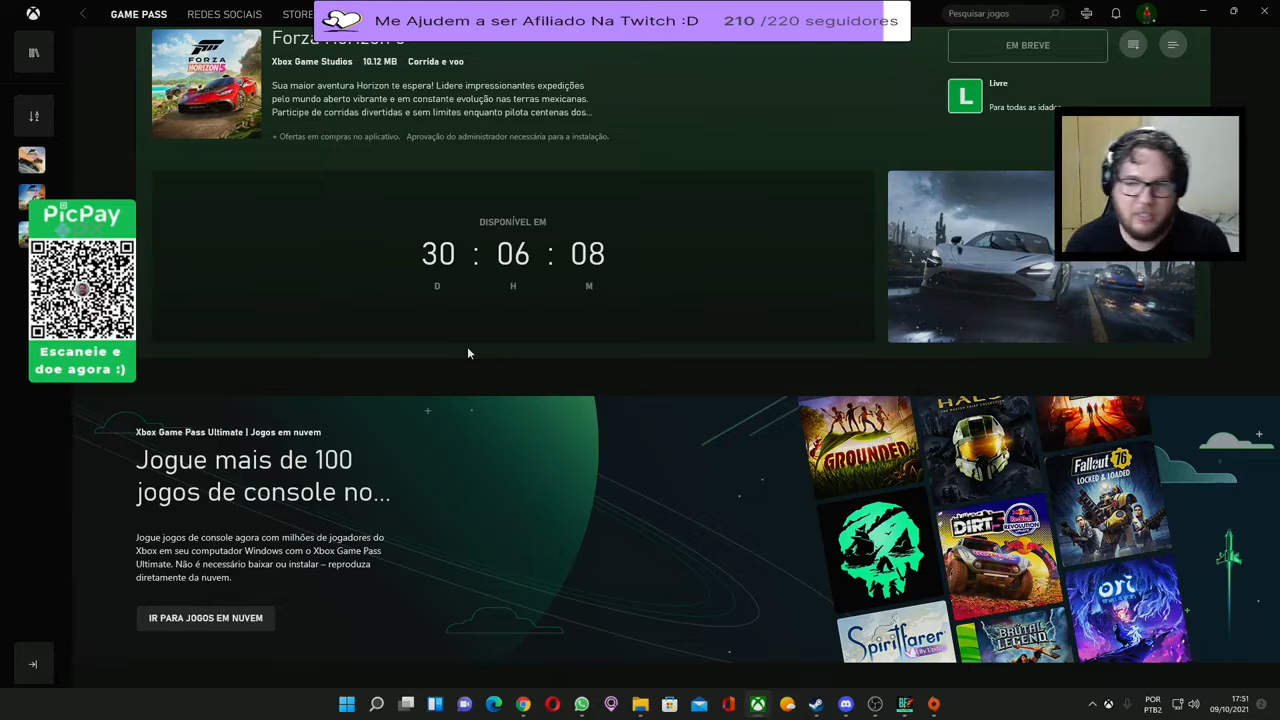 GAME PASS
REDES SOCIAIS
STORE
Me Ajudem a ser Afiliado Na Twitch :D 210 /220 seguidores
Pesquisar jogos
FORZA
HORIZON 5
Xbox Game Studios 10.12 MB Corrida e voo
Sua maior aventura Horizon te espera! Lidere impressionantes expedições
pelo mundo aberto vibrante e em constante evolução nas terras mexicanas.
Participe de corridas divertidas e sem limites enquanto pilota centenas dos...
+ Ofertas em compras no aplicativo. Aprovação do administrador necessária para a instalação.
EM BREVE
L
Livre
Para todas as idades
PicPay
Escaneie e
doe agora :)
DISPONÍVEL EM
30 : 06 : 08
D H M
Xbox Game Pass Ultimate | Jogos em nuvem
Jogue mais de 100
jogos de console no...
Jogue jogos de console agora com milhões de jogadores do
Xbox em seu computador Windows com o Xbox Game Pass
Ultimate. Não é necessário baixar ou instalar – reproduza
diretamente da nuvem.
IR PARA JOGOS EM NUVEM
GROUNDED
HALO
Fallout 76
LOCKED & LOADED
DIRT 5
Red Bull
REVOLUTION
ori
Spiritfarer
BRUTAL
LEGEND
POR
PTB2
17:51
09/10/2021